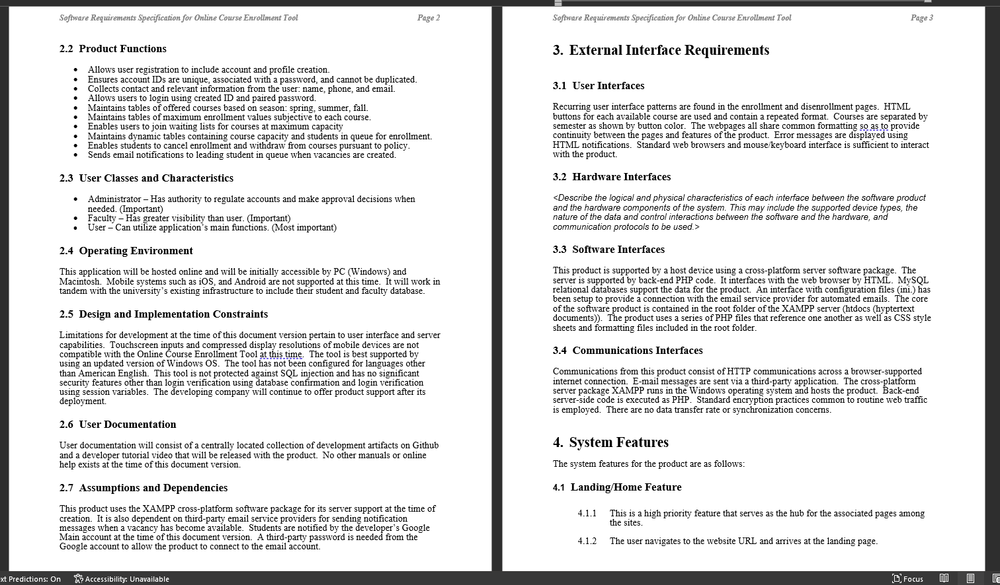 Software Requirements Specification for Online Course Enrollment Tool Page 2
2.2 Product Functions
• Allows user registration to include account and profile creation.
• Ensures account IDs are unique, associated with a password, and cannot be duplicated.
• Collects contact and relevant information from the user: name, phone, and email.
• Allows users to login using created ID and paired password.
• Maintains tables of offered courses based on season: spring, summer, fall.
• Maintains tables of maximum enrollment values subjective to each course.
• Enables users to join waiting lists for courses at maximum capacity
• Maintains dynamic tables containing course capacity and students in queue for enrollment.
• Enables students to cancel enrollment and withdraw from courses pursuant to policy.
• Sends email notifications to leading student in queue when vacancies are created.
2.3 User Classes and Characteristics
• Administrator – Has authority to regulate accounts and make approval decisions when
needed. (Important)
• Faculty – Has greater visibility than user. (Important)
• User – Can utilize application's main functions. (Most important)
2.4 Operating Environment
This application will be hosted online and will be initially accessible by PC (Windows) and
Macintosh. Mobile systems such as iOS, and Android are not supported at this time. It will work in
tandem with the university's existing infrastructure to include their student and faculty database.
2.5 Design and Implementation Constraints
Limitations for development at the time of this document version pertain to user interface and server
capabilities. Touchscreen inputs and compressed display resolutions of mobile devices are not
compatible with the Online Course Enrollment Tool at this time. The tool is best supported by
using an updated version of Windows OS. The tool has not been configured for languages other
than American English. This tool is not protected against SQL injection and has no significant
security features other than login verification using database confirmation and login verification
using session variables. The developing company will continue to offer product support after its
deployment.
2.6 User Documentation
User documentation will consist of a centrally located collection of development artifacts on Github
and a developer tutorial video that will be released with the product. No other manuals or online
help exists at the time of this document version.
2.7 Assumptions and Dependencies
This product uses the XAMPP cross-platform software package for its server support at the time of
creation. It is also dependent on third-party email service providers for sending notification
messages when a vacancy has become available. Students are notified by the developer's Google
Main account at the time of this document version. A third-party password is needed from the
Google account to allow the product to connect to the email account.
Software Requirements Specification for Online Course Enrollment Tool Page 3
3. External Interface Requirements
3.1 User Interfaces
Recurring user interface patterns are found in the enrollment and disenrollment pages. HTML
buttons for each available course are used and contain a repeated format. Courses are separated by
semester as shown by button color. The webpages all share common formatting so as to provide
continuity between the pages and features of the product. Error messages are displayed using
HTML notifications. Standard web browsers and mouse/keyboard interface is sufficient to interact
with the product.
3.2 Hardware Interfaces
<Describe the logical and physical characteristics of each interface between the software product
and the hardware components of the system. This may include the supported device types, the
nature of the data and control interactions between the software and the hardware, and
communication protocols to be used.>
3.3 Software Interfaces
This product is supported by a host device using a cross-platform server software package. The
server is supported by back-end PHP code. It interfaces with the web browser by HTML. MySQL
relational databases support the data for the product. An interface with configuration files (ini.) has
been setup to provide a connection with the email service provider for automated emails. The core
of the software product is contained in the root folder of the XAMPP server (htdocs (hyptertext
documents)). The product uses a series of PHP files that reference one another as well as CSS style
sheets and formatting files included in the root folder.
3.4 Communications Interfaces
Communications from this product consist of HTTP communications across a browser-supported
internet connection. E-mail messages are sent via a third-party application. The cross-platform
server package XAMPP runs in the Windows operating system and hosts the product. Back-end
server-side code is executed as PHP. Standard encryption practices common to routine web traffic
is employed. There are no data transfer rate or synchronization concerns.
4. System Features
The system features for the product are as follows:
4.1 Landing/Home Feature
4.1.1 This is a high priority feature that serves as the hub for the associated pages among
the sites.
4.1.2 The user navigates to the website URL and arrives at the landing page.
xt Predictions: On Accessibility: Unavailable Focus